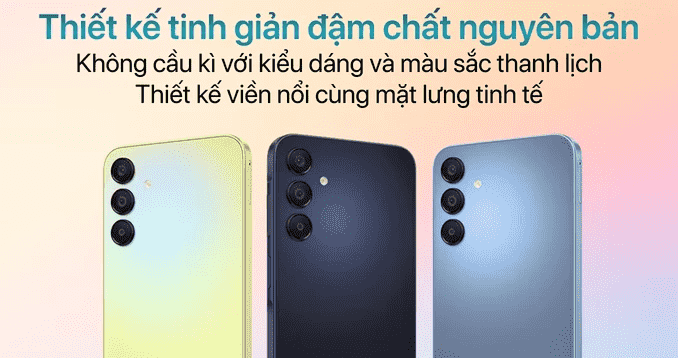 Thiết kế tinh giản đậm chất nguyên bản
Không cầu kì với kiểu dáng và màu sắc thanh lịch
Thiết kế viền nổi cùng mặt lưng tinh tế